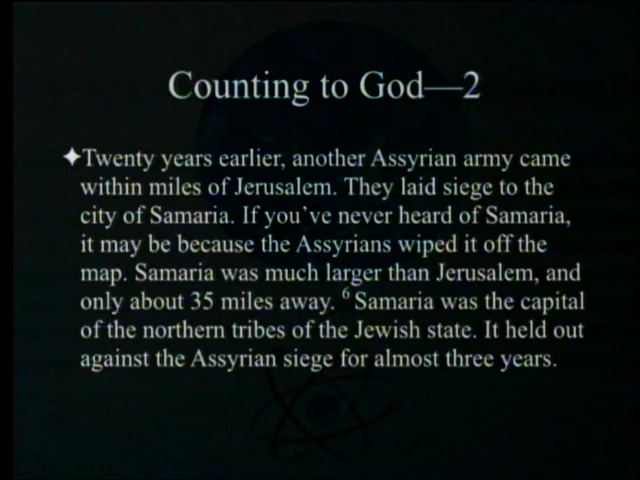 Counting to God—2
✦Twenty years earlier, another Assyrian army came
within miles of Jerusalem. They laid siege to the
city of Samaria. If you've never heard of Samaria,
it may be because the Assyrians wiped it off the
map. Samaria was much larger than Jerusalem, and
only about 35 miles away. ⁶ Samaria was the capital
of the northern tribes of the Jewish state. It held out
against the Assyrian siege for almost three years.